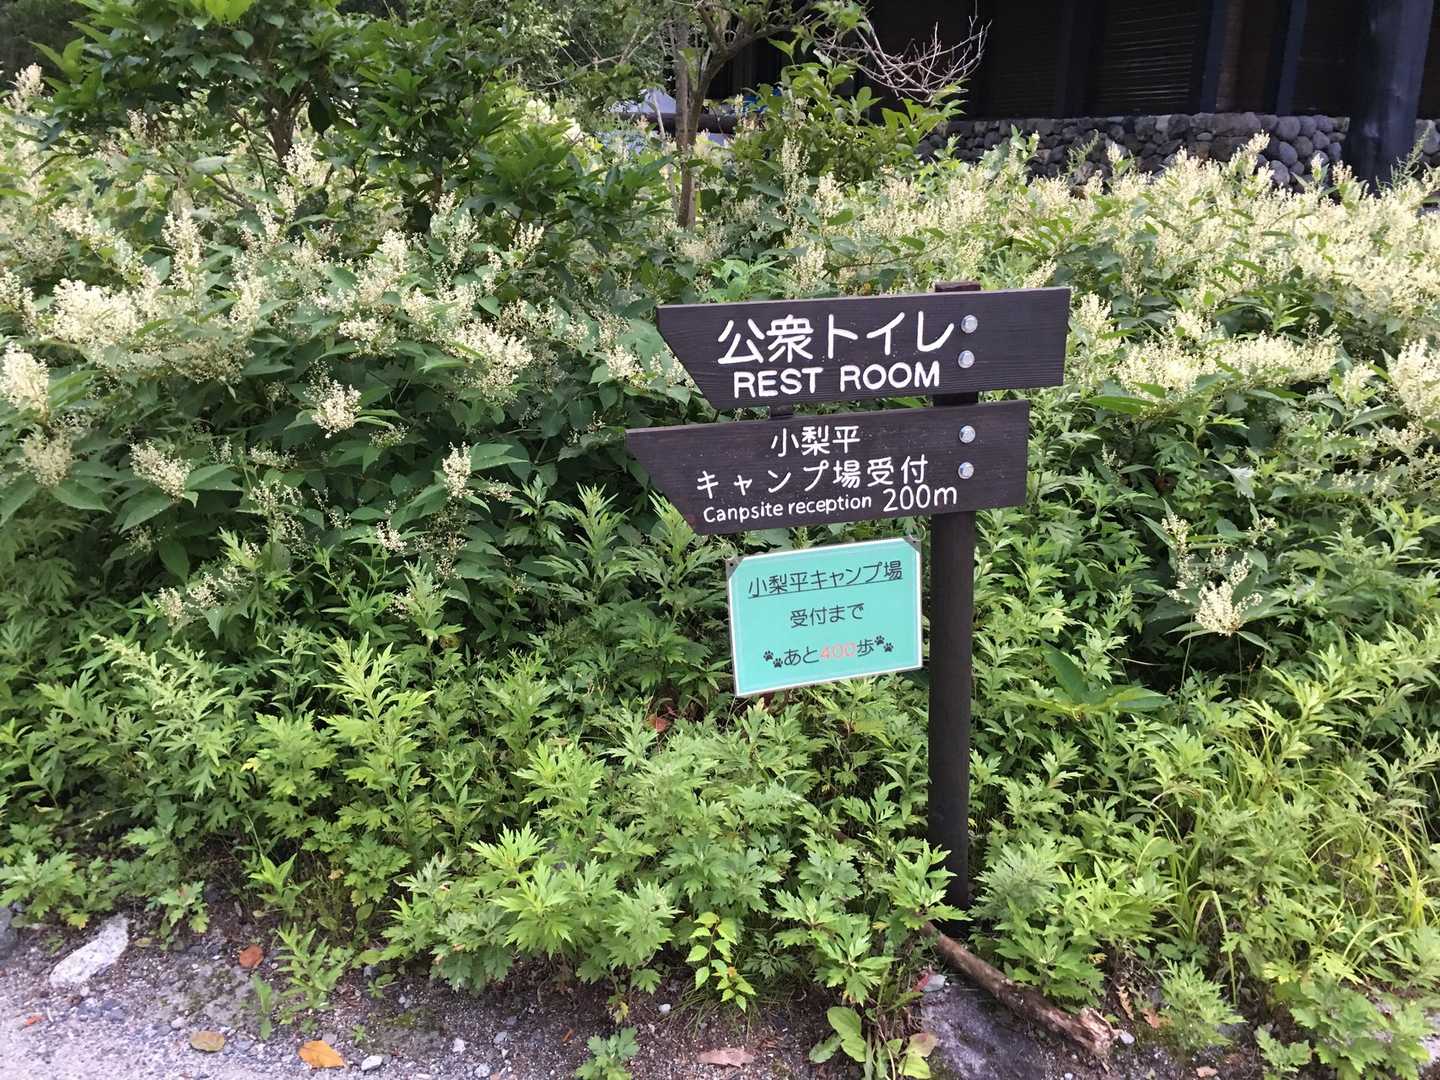 公衆トイレ
REST ROOM
小梨平
キャンプ場受付
Canpsite reception 200m
小梨平キャンプ場
受付まで
あと400歩